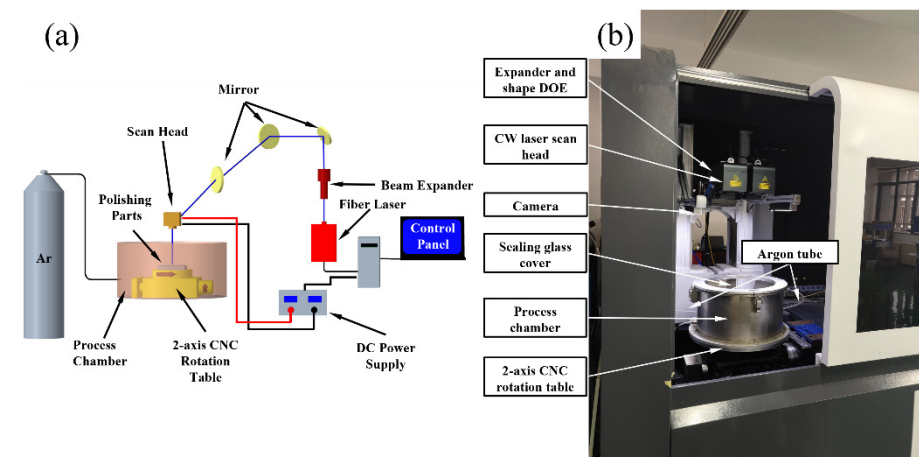 (a)
Mirror
Scan Head
Polishing
Parts
Beam Expander
Fiber Laser
Control
Panel
Ar
Process
Chamber
2-axis CNC
Rotation
Table
DC Power
Supply
(b)
Expander and
shape DOE
CW laser scan
head
Camera
Scaling glass
cover
Argon tube
Process
chamber
2-axis CNC
rotation table